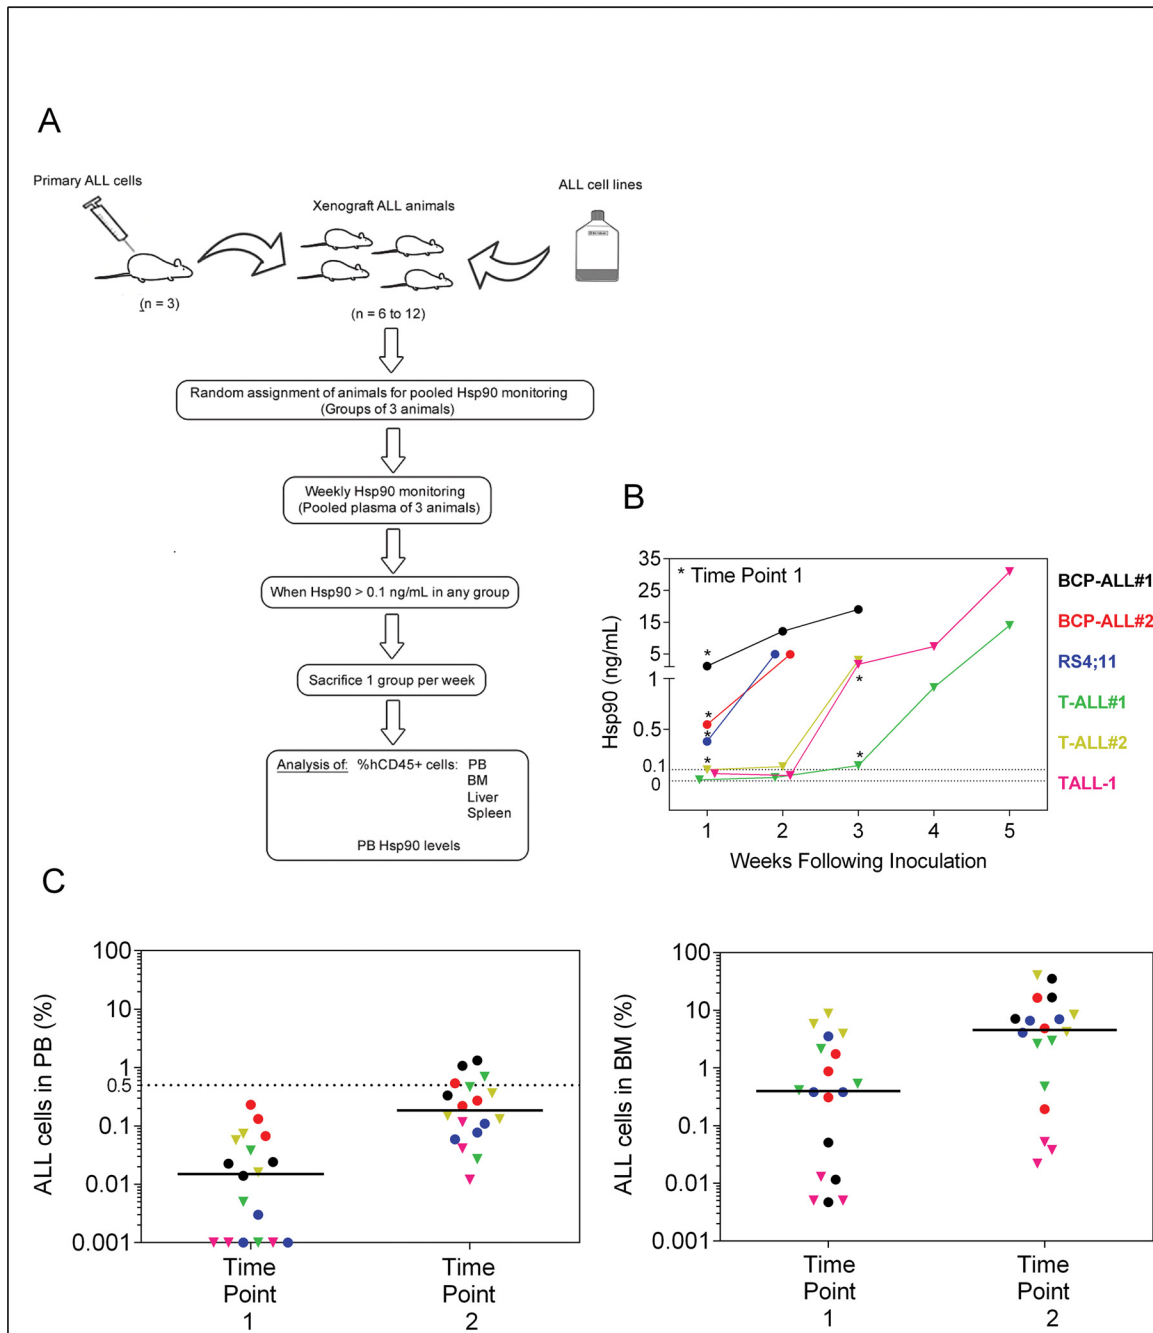 A
Primary ALL cells
(n = 3)
Xenograft ALL animals
(n = 6 to 12)
ALL cell lines
Random assignment of animals for pooled Hsp90 monitoring
(Groups of 3 animals)
Weekly Hsp90 monitoring
(Pooled plasma of 3 animals)
When Hsp90 > 0.1 ng/mL in any group
Sacrifice 1 group per week
Analysis of: %hCD45+ cells: PB
BM
Liver
Spleen
PB Hsp90 levels
B
Hsp90 (ng/mL)
35
25
15
5
1
0.5
0.1
0
* Time Point 1
*
*
*
*
*
*
1 2 3 4 5
Weeks Following Inoculation
BCP-ALL#1
BCP-ALL#2
RS4;11
T-ALL#1
T-ALL#2
TALL-1
C
ALL cells in PB (%)
100
10
1
0.5
0.1
0.01
0.001
Time
Point
1
Time
Point
2
ALL cells in BM (%)
100
10
1
0.1
0.01
0.001
Time
Point
1
Time
Point
2